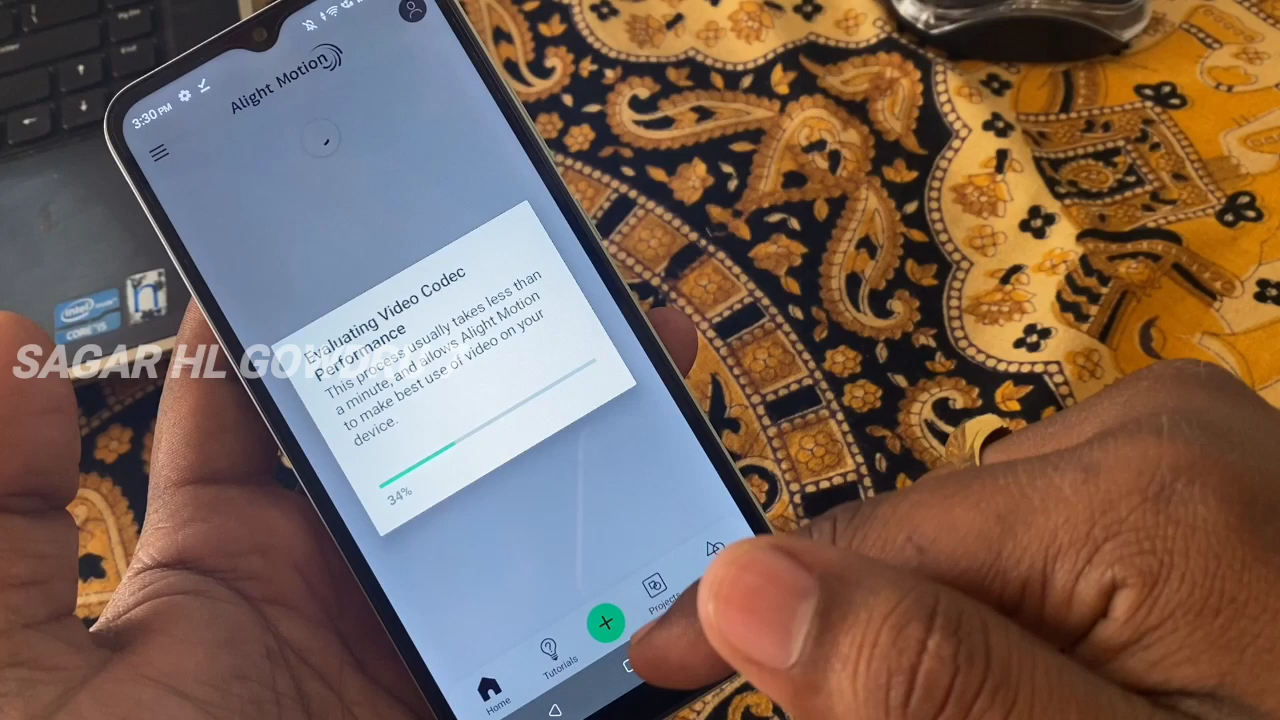 3:30 PM
Alight Motion
Evaluating Video Codec
Performance
This process usually takes less than
a minute, and allows Alight Motion
to make best use of video on your
device.
34%
Home
Tutorials
Projects
SAGAR HL
End
intel
CORE i5